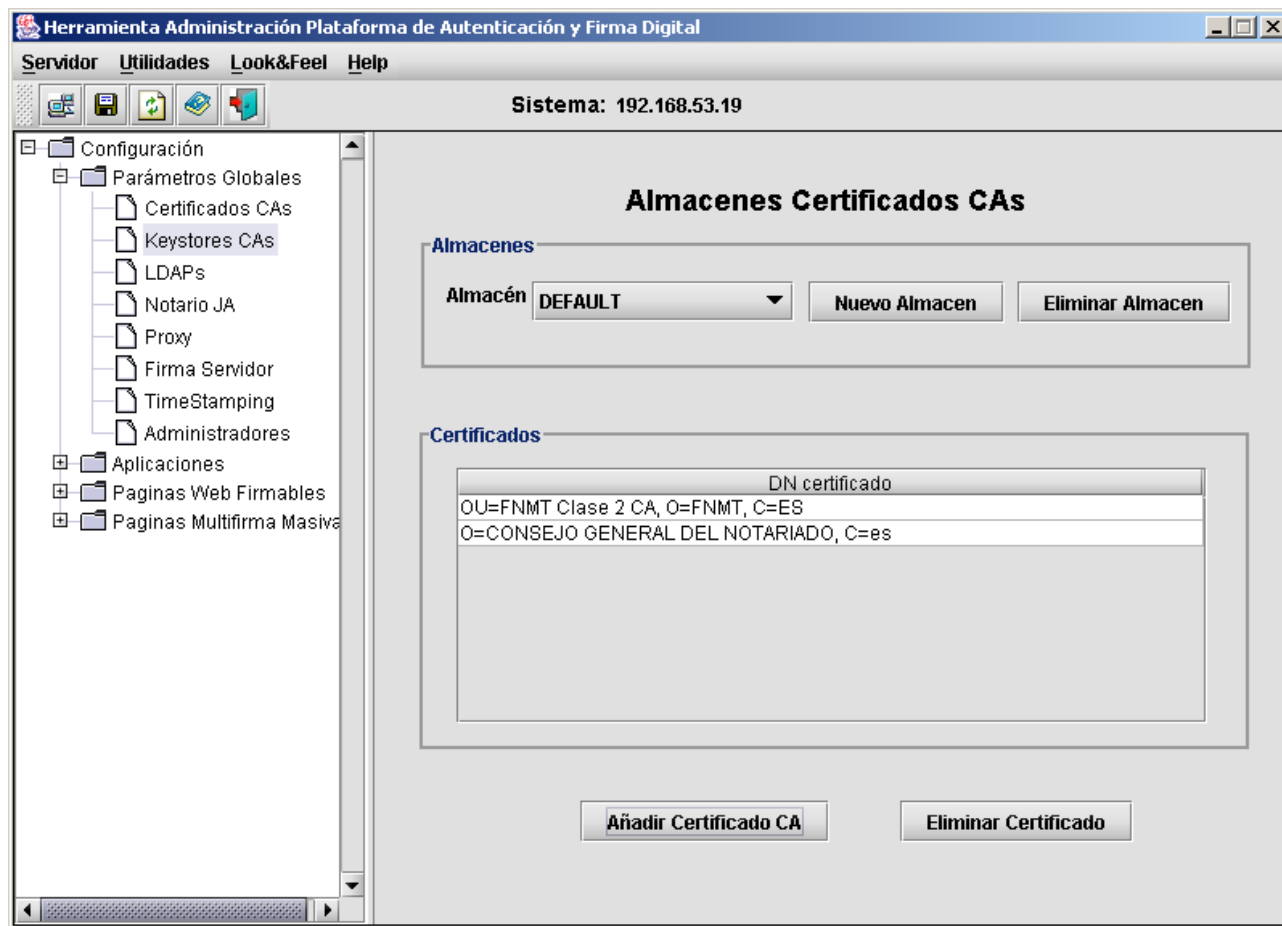 Herramienta Administración Plataforma de Autenticación y Firma Digital
Servidor Utilidades Look&Feel Help
Sistema: 192.168.53.19
Configuración
Parámetros Globales
Certificados CAs
Keystores CAs
LDAPs
Notario JA
Proxy
Firma Servidor
TimeStamping
Administradores
Aplicaciones
Paginas Web Firmables
Paginas Multifirma Masiva
Almacenes Certificados CAs
Almacenes
Almacén DEFAULT Nuevo Almacen Eliminar Almacen
Certificados
DN certificado
OU=FNMT Clase 2 CA, O=FNMT, C=ES
O=CONSEJO GENERAL DEL NOTARIADO, C=es
Añadir Certificado CA Eliminar Certificado